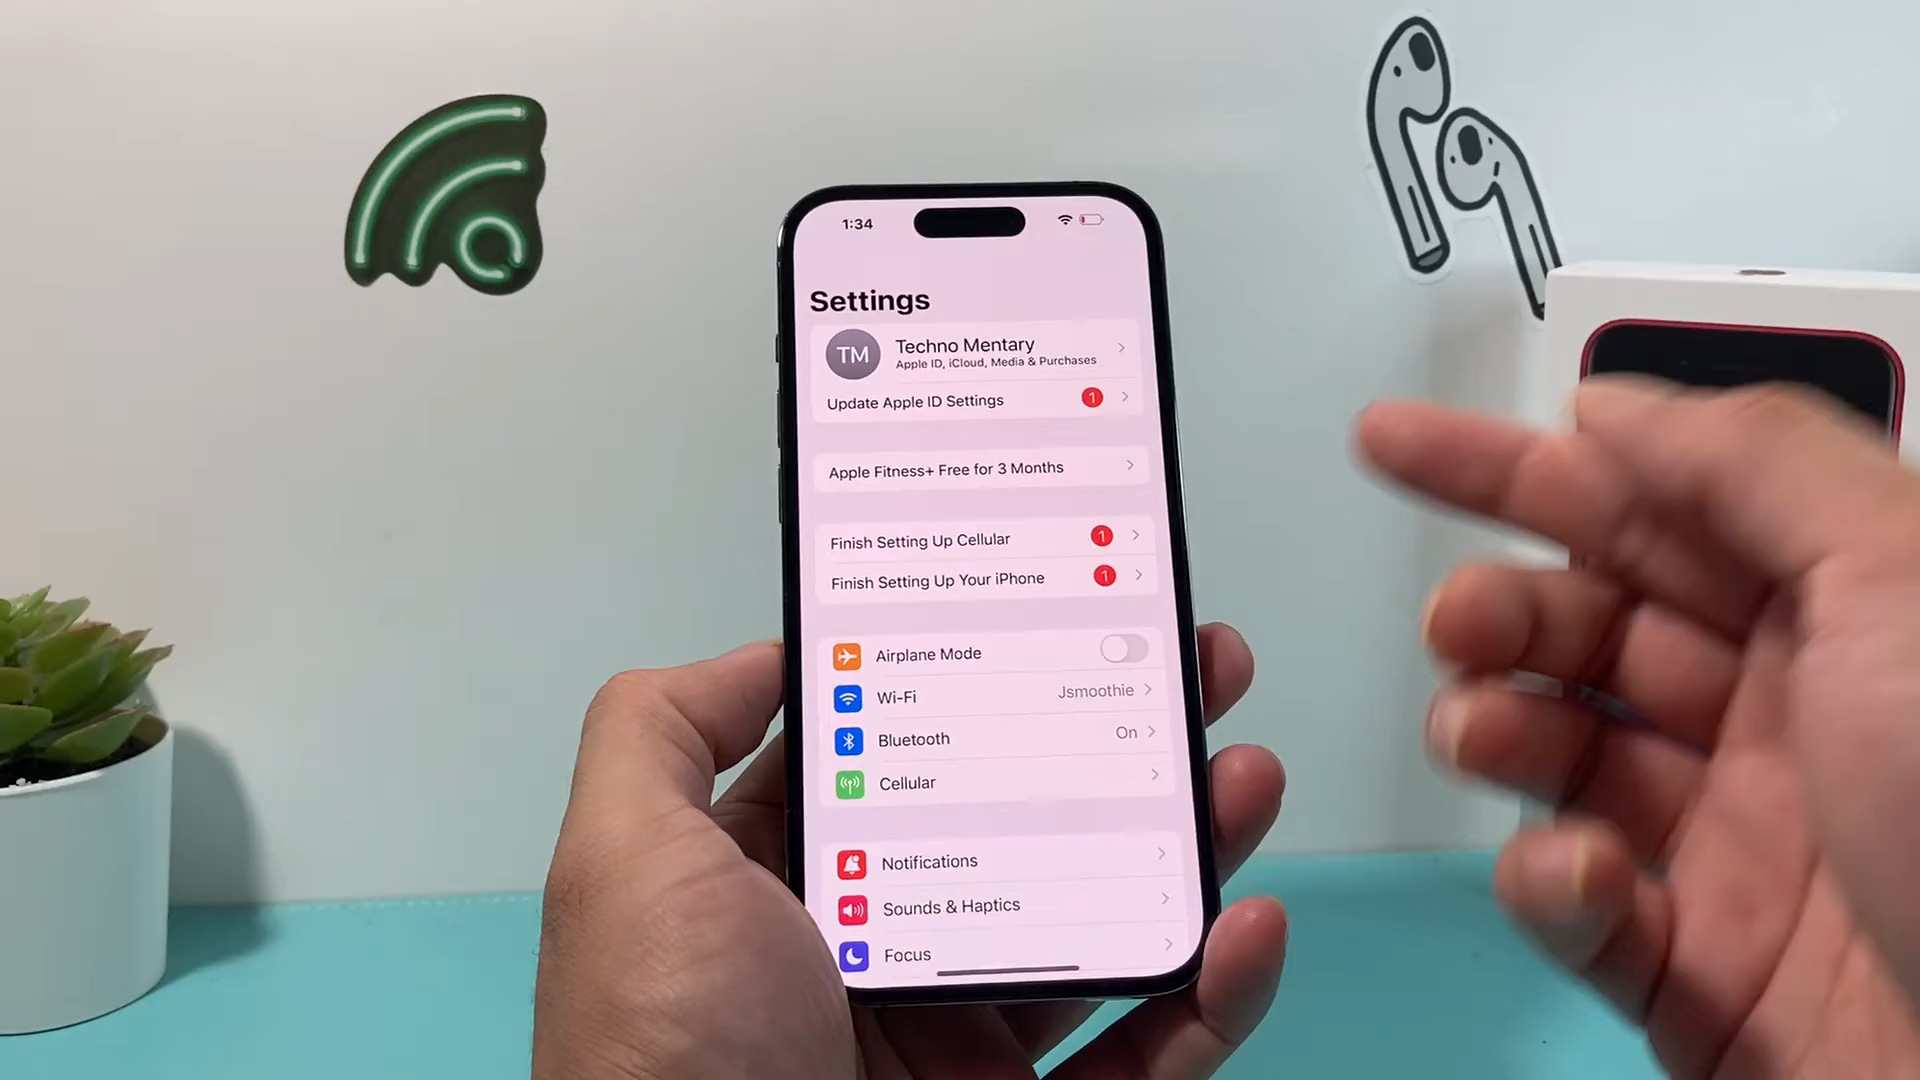 1:34
Settings
TM
Techno Mentary
Apple ID, iCloud, Media & Purchases
Update Apple ID Settings 1
Apple Fitness+ Free for 3 Months
Finish Setting Up Cellular 1
Finish Setting Up Your iPhone 1
Airplane Mode
Wi-Fi Jsmoothie
Bluetooth On
Cellular
Notifications
Sounds & Haptics
Focus